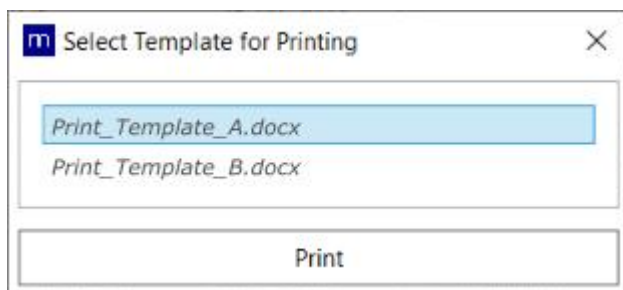 m Select Template for Printing
Print_Template_A.docx
Print_Template_B.docx
Print